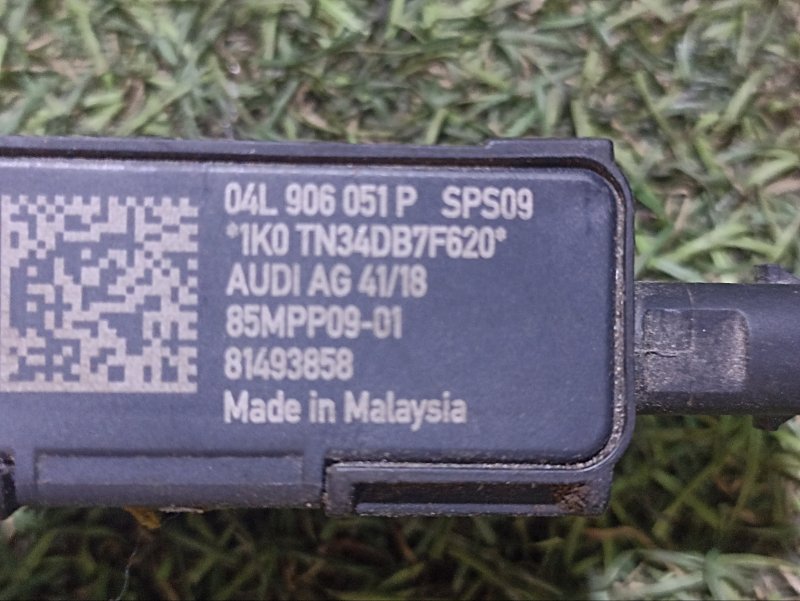 04L 906 051 P SPS09
*1K0 TN34DB7F620*
AUDI AG 41/18
85MPP09-01
81493858
Made in Malaysia